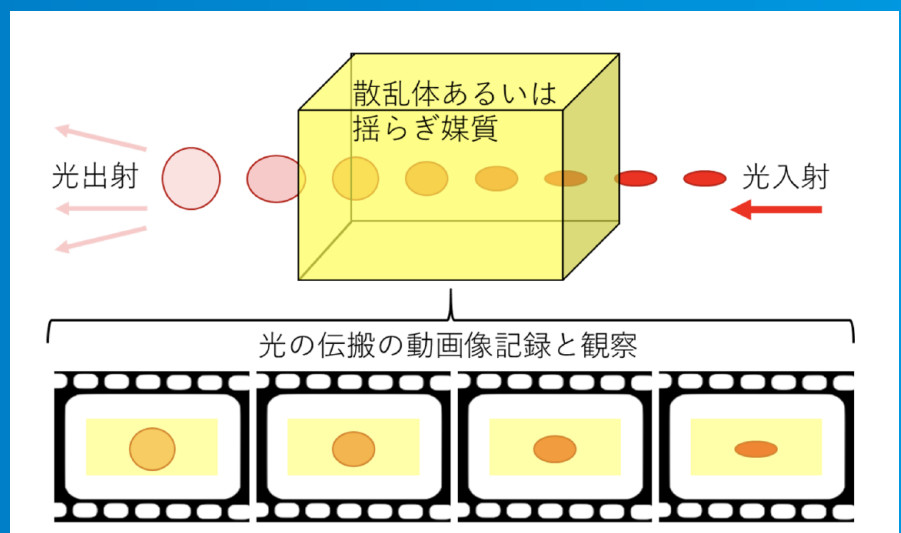 散乱体あるいは
揺らぎ媒質
光出射
光入射
光の伝搬の動画像記録と観察